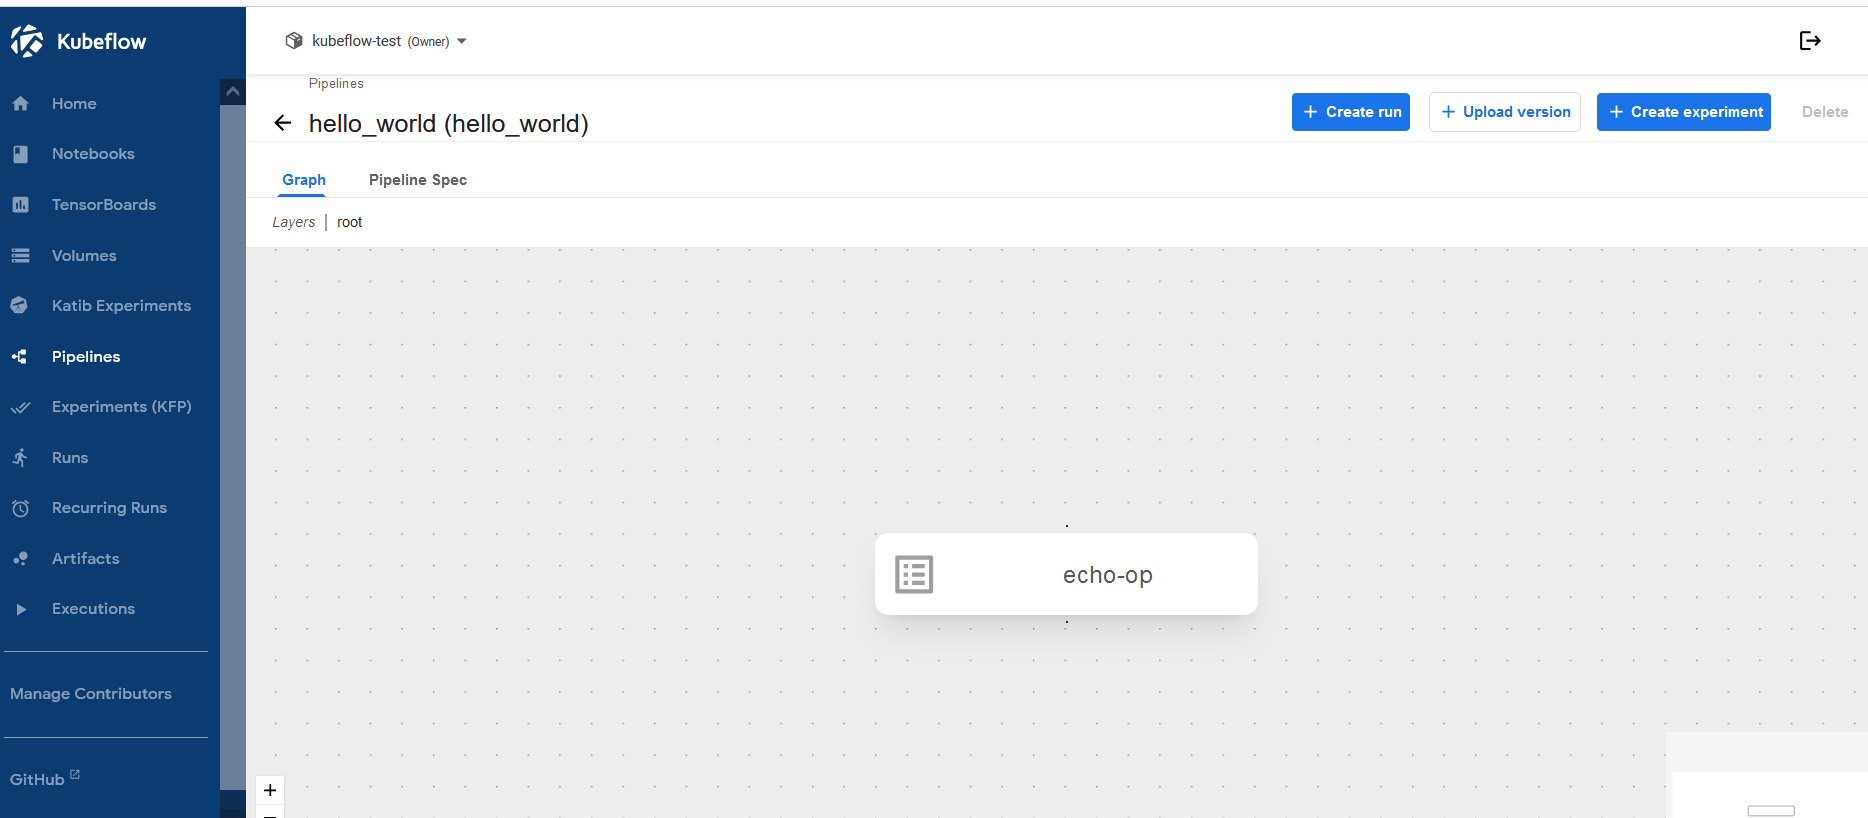 Kubeflow
Home
Notebooks
TensorBoards
Volumes
Katib Experiments
Pipelines
Experiments (KFP)
Runs
Recurring Runs
Artifacts
Executions
Manage Contributors
GitHub
kubeflow-test (Owner)
Pipelines
hello_world (hello_world)
+ Create run
+ Upload version
+ Create experiment
Delete
Graph Pipeline Spec
Layers | root
echo-op
+